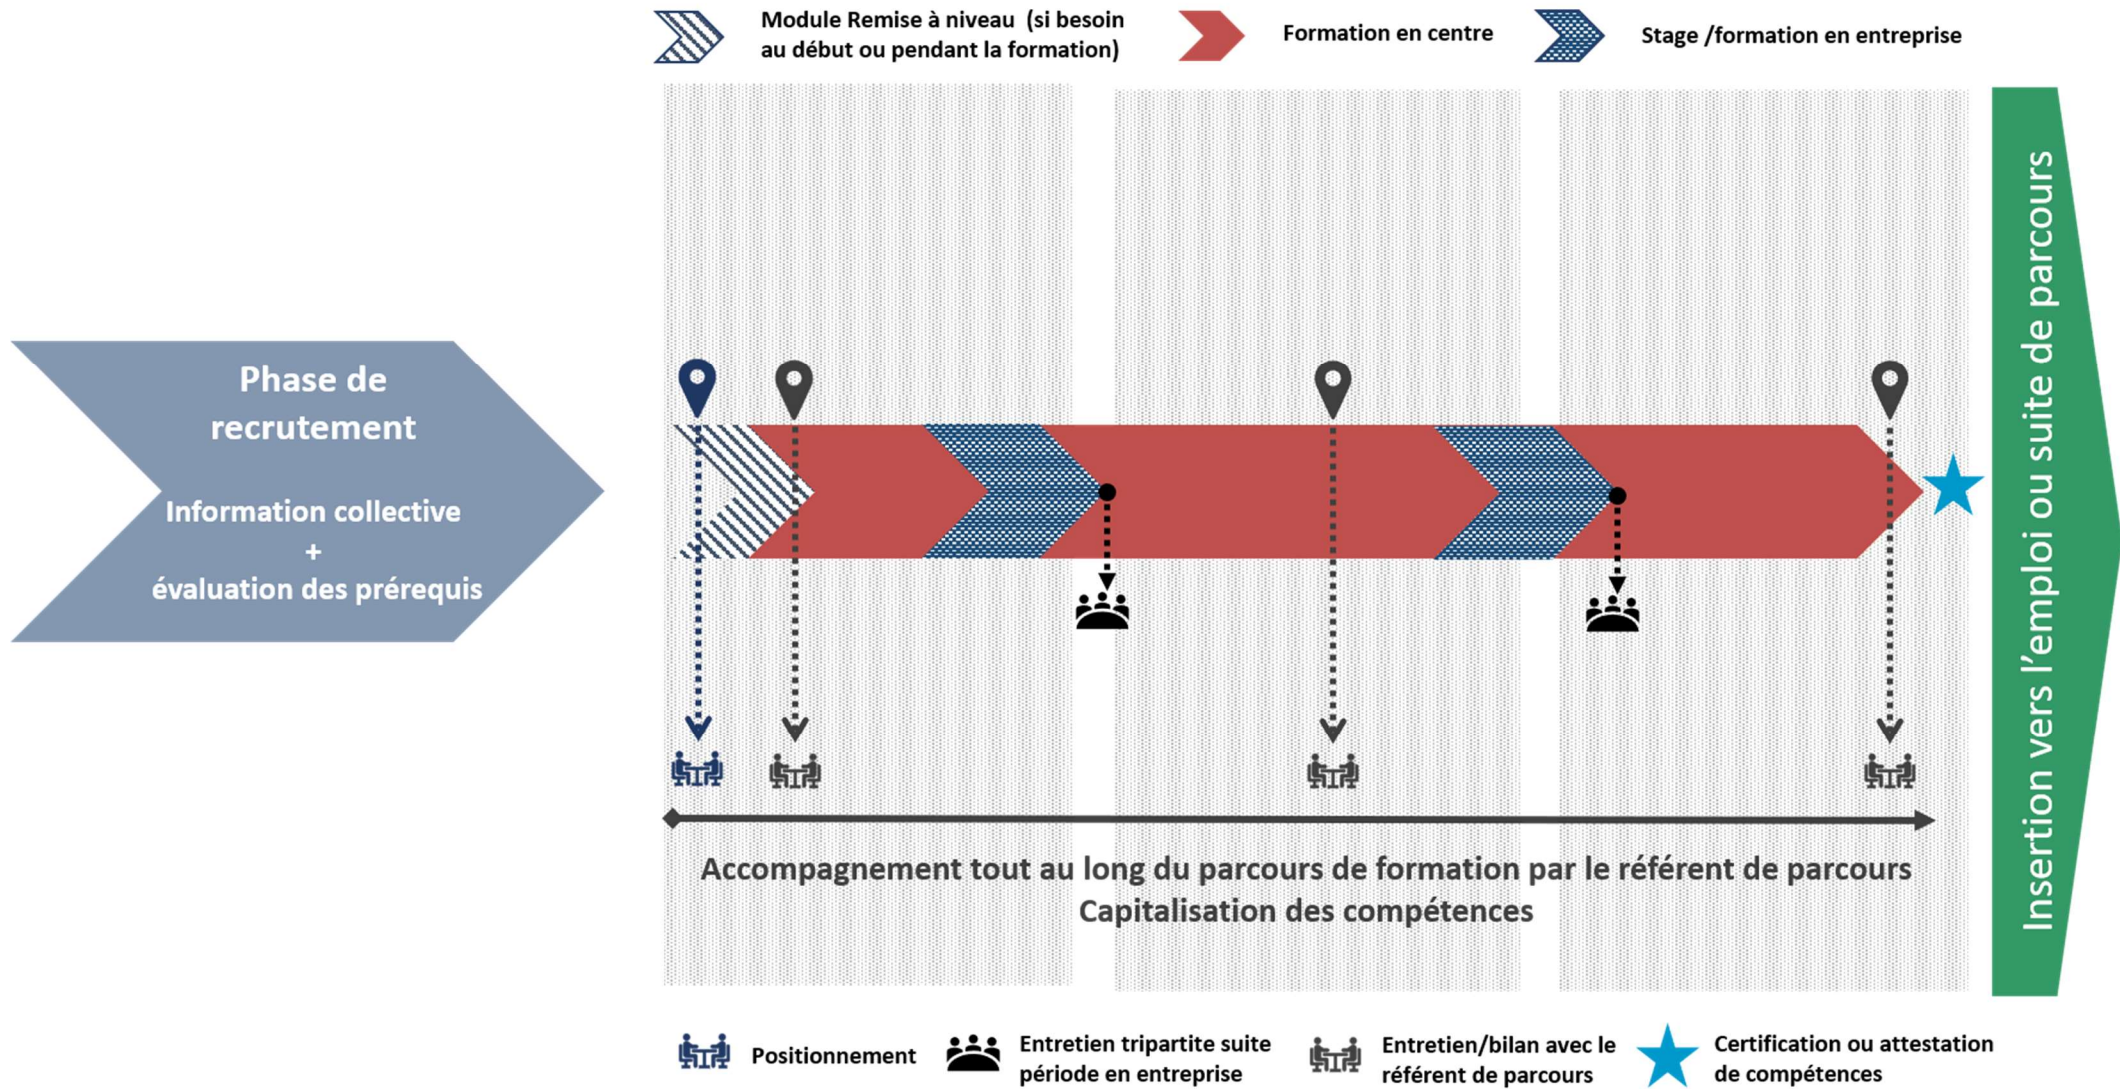 Module Remise à niveau (si besoin
au début ou pendant la formation)
Formation en centre
Stage /formation en entreprise
Phase de
recrutement
Information collective
+
évaluation des prérequis
Insertion vers l'emploi ou suite de parcours
Accompagnement tout au long du parcours de formation par le référent de parcours
Capitalisation des compétences
Positionnement
Entretien tripartite suite
période en entreprise
Entretien/bilan avec le
référent de parcours
Certification ou attestation
de compétences